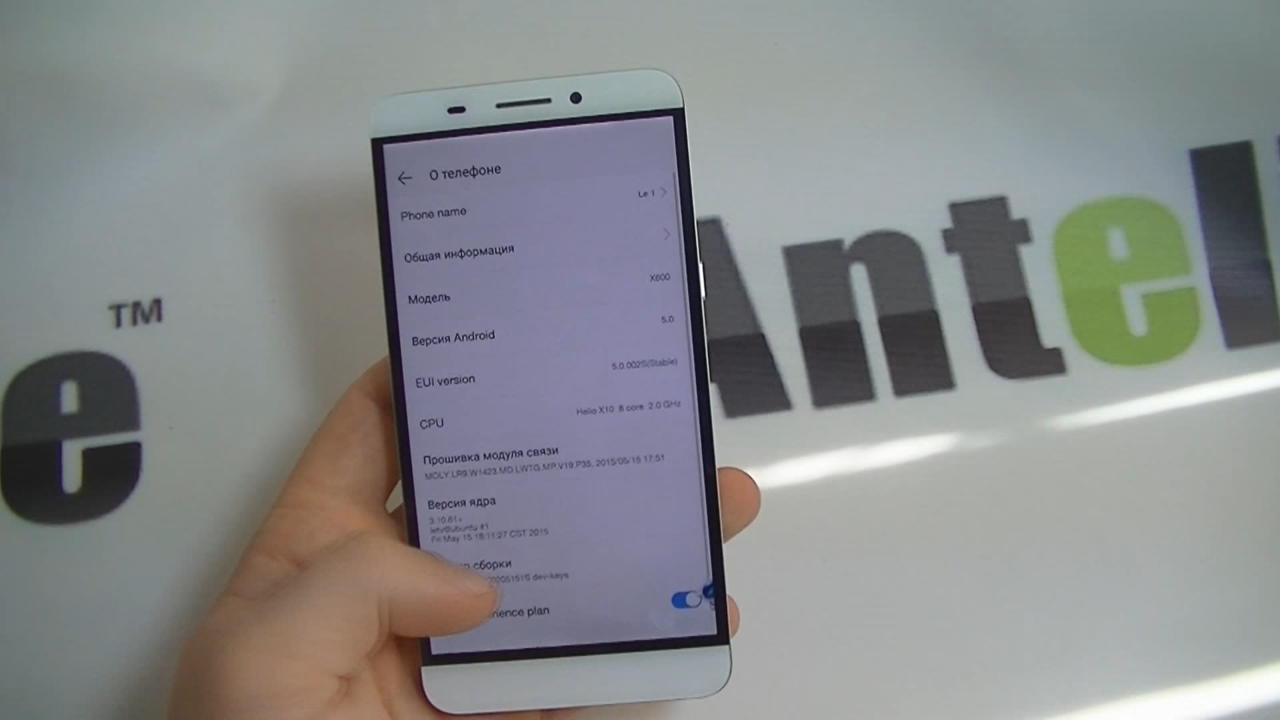 О телефоне
Phone name
Le 1
Общая информация
Модель
X600
Версия Android
5.0
EUI version
5.0.002S(Stable)
CPU
Helio X10 8 core 2.0 GHz
Прошивка модуля связи
MOLY.LR9.W1423.MD.LWTG.MP.V19.P35, 2015/05/15 17:51
Версия ядра
3.10.61+
letv@ubuntu #1
Fri May 15 18:11:27 CST 2015
сборки
dev-keys
plan
TM
e
Antel